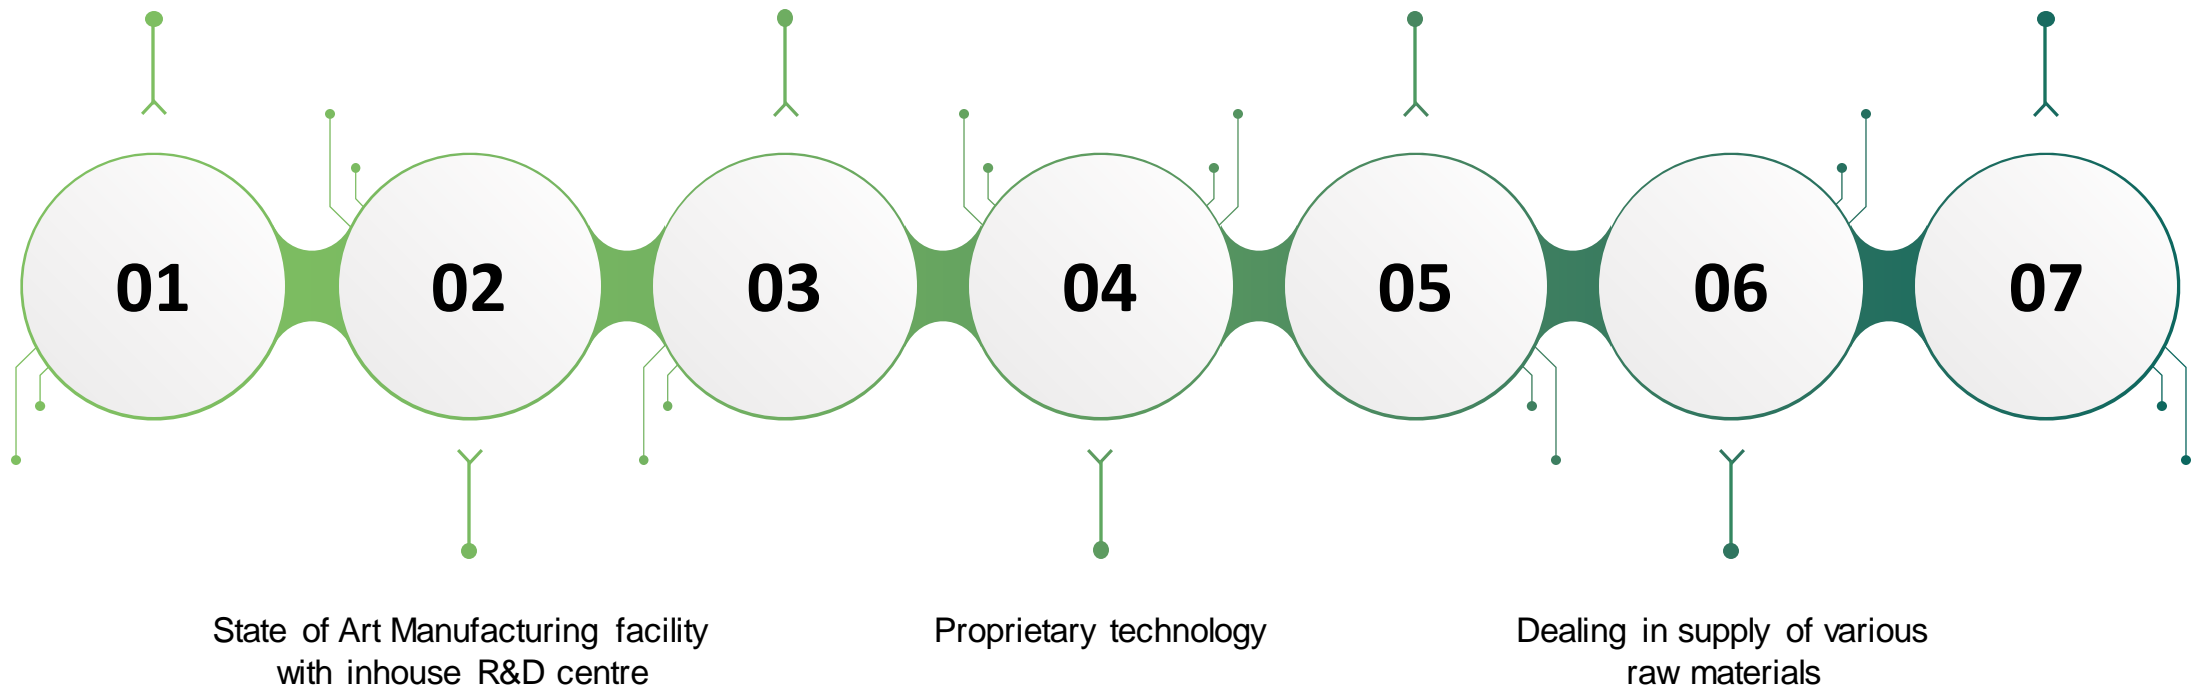 01 02 03 04 05 06 07
State of Art Manufacturing facility
with inhouse R&D centre
Proprietary technology
Dealing in supply of various
raw materials